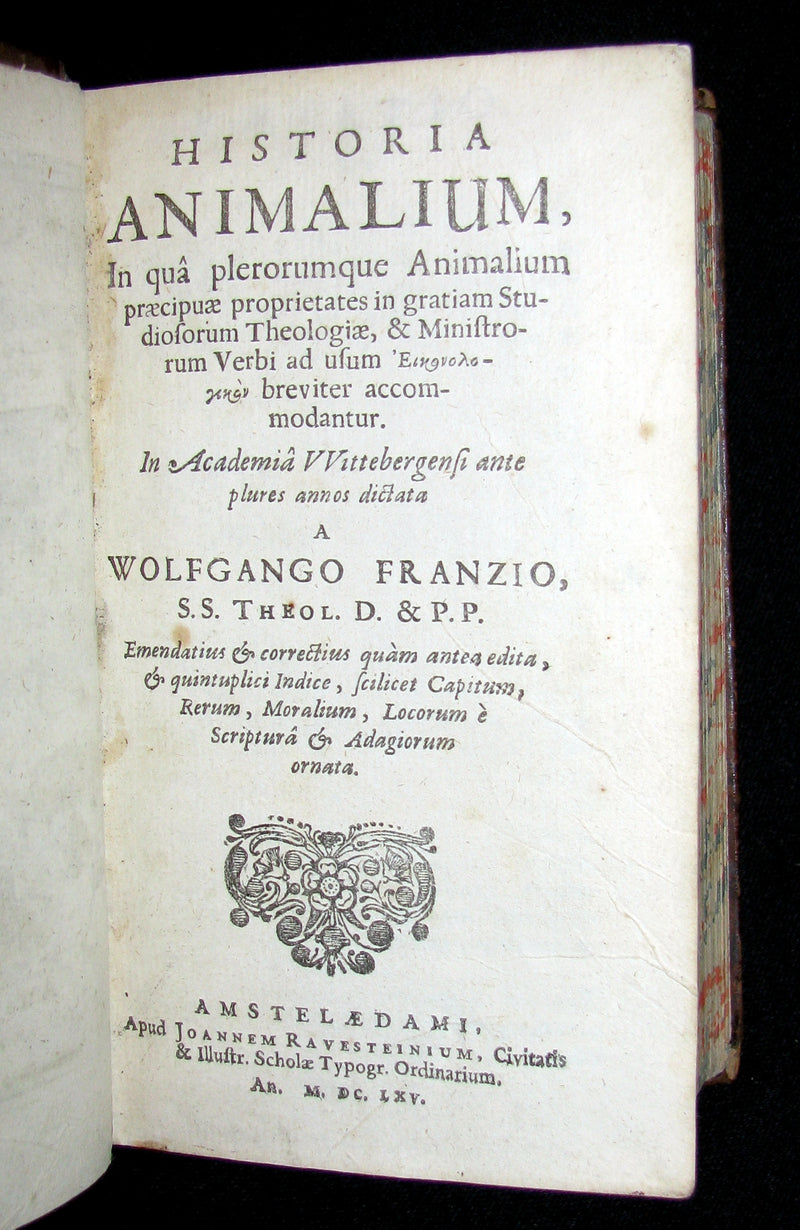 HISTORIA
ANIMALIUM,
In quâ plerorumque Animalium
præcipuæ proprietates in gratiam Stu-
dioſorum Theologiæ, & Miniſtro-
rum Verbi ad uſum Ἐικονολο-
γικὸν breviter accom-
modantur.
In Academiâ VVittebergenſi ante
plures annos dictata
A
WOLFGANGO FRANZIO,
S.S. THEOL. D. & P.P.
Emendatius & correctius quàm antea edita,
& quintuplici Indice, ſcilicet Capitum,
Rerum, Moralium, Locorum è
Scripturâ & Adagiorum
ornata.
AMSTELÆDAMI,
Apud JOANNEM RAVESTEINIUM, Civitatis
& Illuſtr. Scholæ Typogr. Ordinarium.
An. M. DC. LXV.